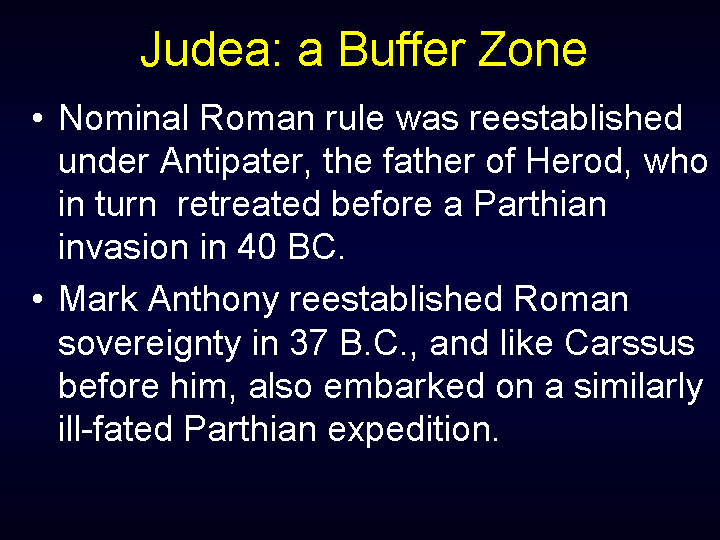 Judea: a Buffer Zone
• Nominal Roman rule was reestablished
under Antipater, the father of Herod, who
in turn  retreated before a Parthian
invasion in 40 BC.
• Mark Anthony reestablished Roman
sovereignty in 37 B.C. , and like Carssus
before him, also embarked on a similarly
ill-fated Parthian expedition.